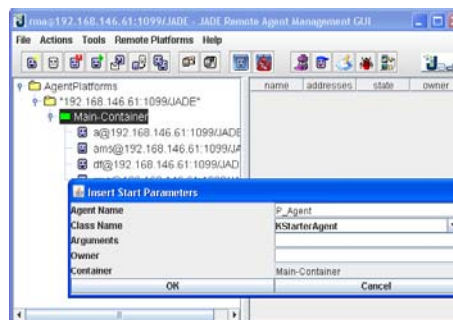 rma@192.168.146.61:1099/JADE - JADE Remote Agent Management GUI
File Actions Tools Remote Platforms Help
AgentPlatforms
"192.168.146.61:1099/JADE"
Main-Container
a@192.168.146.61:1099/JADE
ams@192.168.146.61:1099/JA
df@192.168.146.61:1099/JAD
name addresses state owner
Insert Start Parameters
Agent Name P_Agent
Class Name KStarterAgent
Arguments
Owner
Container Main-Container
OK Cancel